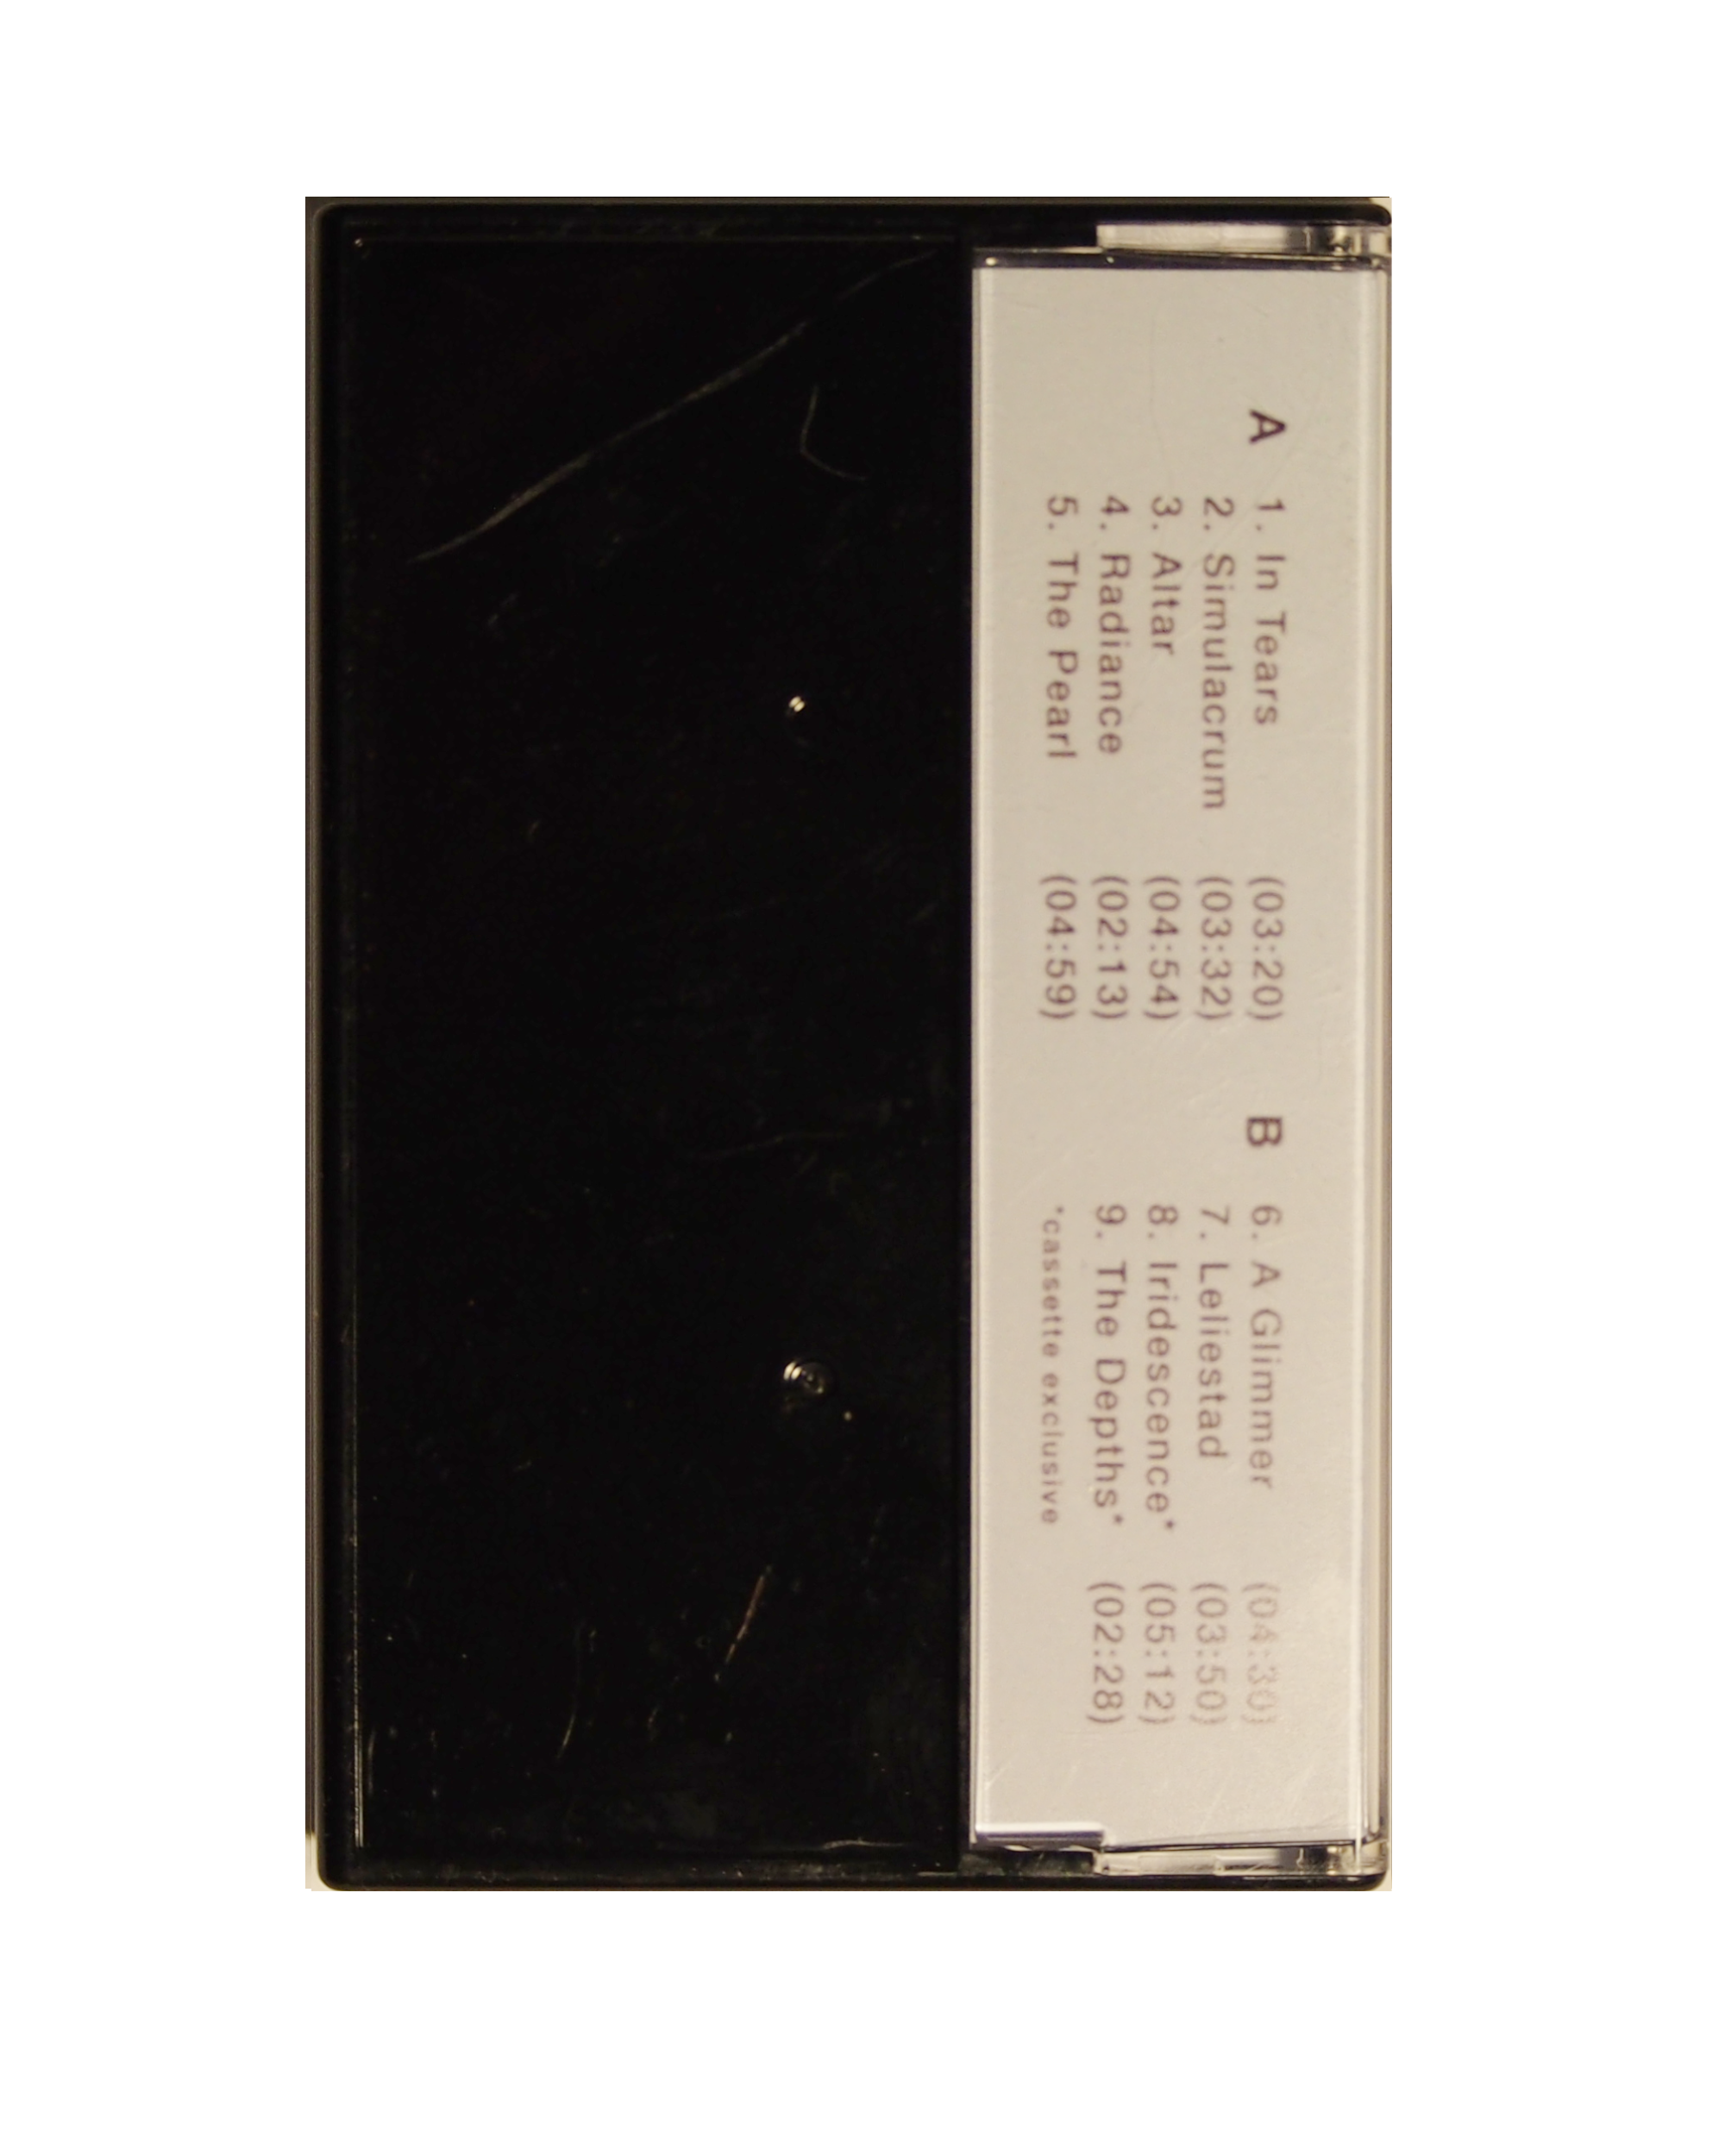 A
1. In Tears (03:20)
2. Simulacrum (03:32)
3. Altar (04:54)
4. Radiance (02:13)
5. The Pearl (04:59)
B
6. A Glimmer (04:30)
7. Leliestad (03:50)
8. Iridescence* (05:12)
9. The Depths* (02:28)
*cassette exclusive